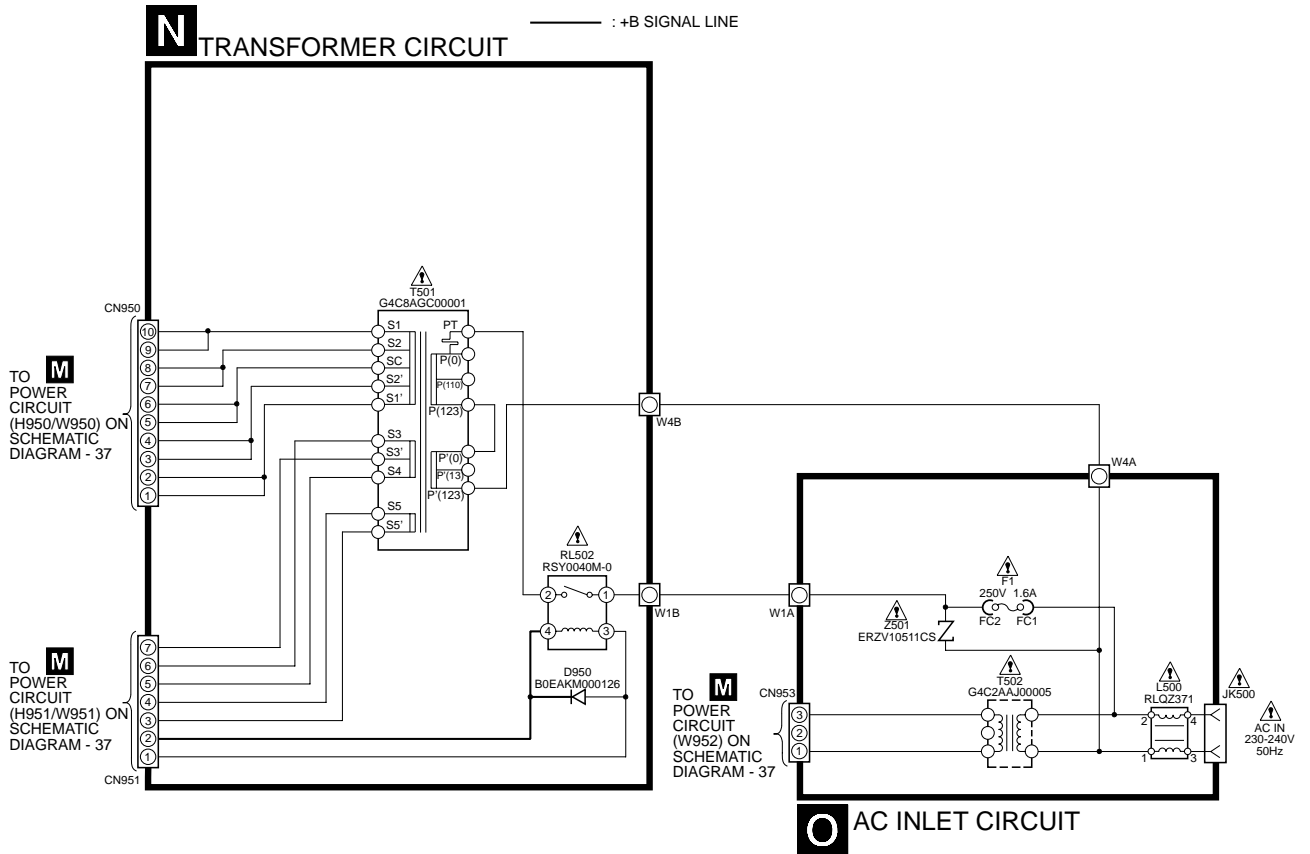 : +B SIGNAL LINE
N
TRANSFORMER CIRCUIT
T501
G4C8AGC00001
CN950
10
9
8
7
6
5
4
3
2
1
TO M
POWER
CIRCUIT
(H950/W950) ON
SCHEMATIC
DIAGRAM - 37
S1
S2
SC
S2'
S1'
S3
S3'
S4
S5
S5'
PT
P(0)
P(110)
P(123)
P'(0)
P'(13)
P'(123)
W4B
W4A
RL502
RSY0040M-0
2
1
4
3
W1B
W1A
D950
B0EAKM000126
7
6
5
4
3
2
1
TO M
POWER
CIRCUIT
(H951/W951) ON
SCHEMATIC
DIAGRAM - 37
CN951
F1
250V 1.6A
FC2 FC1
Z501
ERZV10511CS
T502
G4C2AAJ00005
L500
RLQZ371
2
4
1
3
JK500
AC IN
230-240V
50Hz
TO M
POWER
CIRCUIT
(W952) ON
SCHEMATIC
DIAGRAM - 37
CN953
3
2
1
O
AC INLET CIRCUIT